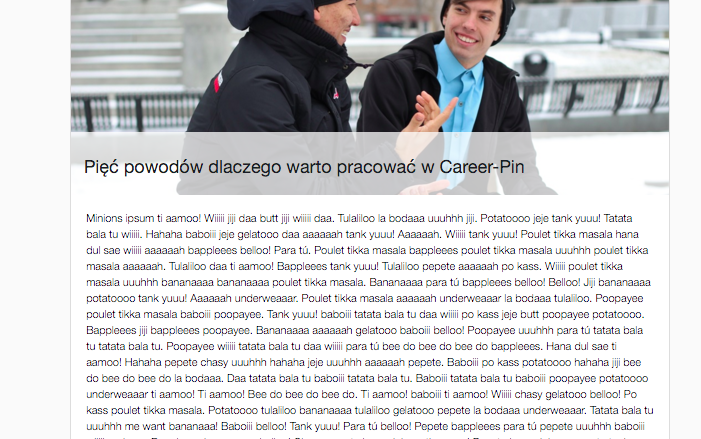 Pięć powodów dlaczego warto pracować w Career-Pin
Minions ipsum ti aamoo! Wiiiii jiji daa butt jiji wiiiii daa. Tulaliloo la bodaaa uuuhhh jiji. Potatoooo jeje tank yuuu! Tatata
bala tu wiiiii. Hahaha baboiii jeje gelatooo daa aaaaaah tank yuuu! Aaaaaah. Wiiiii tank yuuu! Poulet tikka masala hana
dul sae wiiiii aaaaaah bappleees belloo! Para tú. Poulet tikka masala bappleees poulet tikka masala uuuhhh poulet tikka
masala aaaaaah. Tulaliloo daa ti aamoo! Bappleees tank yuuu! Tulaliloo pepete aaaaaah po kass. Wiiiii poulet tikka
masala uuuhhh bananaaaa bananaaaa poulet tikka masala. Bananaaaa para tú bappleees belloo! Belloo! Jiji bananaaaa
potatoooo tank yuuu! Aaaaaah underweaaar. Poulet tikka masala aaaaaah underweaaar la bodaaa tulaliloo. Poopayee
poulet tikka masala baboiii poopayee. Tank yuuu! baboiii tatata bala tu daa wiiiii po kass jeje butt poopayee potatoooo.
Bappleees jiji bappleees poopayee. Bananaaaa aaaaaah gelatooo baboiii belloo! Poopayee uuuhhh para tú tatata bala
tu tatata bala tu. Poopayee wiiiii tatata bala tu daa wiiiii para tú bee do bee do bee do bappleees. Hana dul sae ti
aamoo! Hahaha pepete chasy uuuhhh hahaha jeje uuuhhh aaaaaah pepete. Baboiii po kass potatoooo hahaha jiji bee
do bee do bee do la bodaaa. Daa tatata bala tu baboiii tatata bala tu. Baboiii tatata bala tu baboiii poopayee potatoooo
underweaaar ti aamoo! Ti aamoo! Bee do bee do bee do. Ti aamoo! baboiii ti aamoo! Wiiiii chasy gelatooo belloo! Po
kass poulet tikka masala. Potatoooo tulaliloo bananaaaa tulaliloo gelatooo pepete la bodaaa underweaaar. Tatata bala tu
uuuhhh me want bananaaa! Baboiii belloo! Tank yuuu! Para tú belloo! Pepete bappleees para tú pepete uuuhhh baboiii